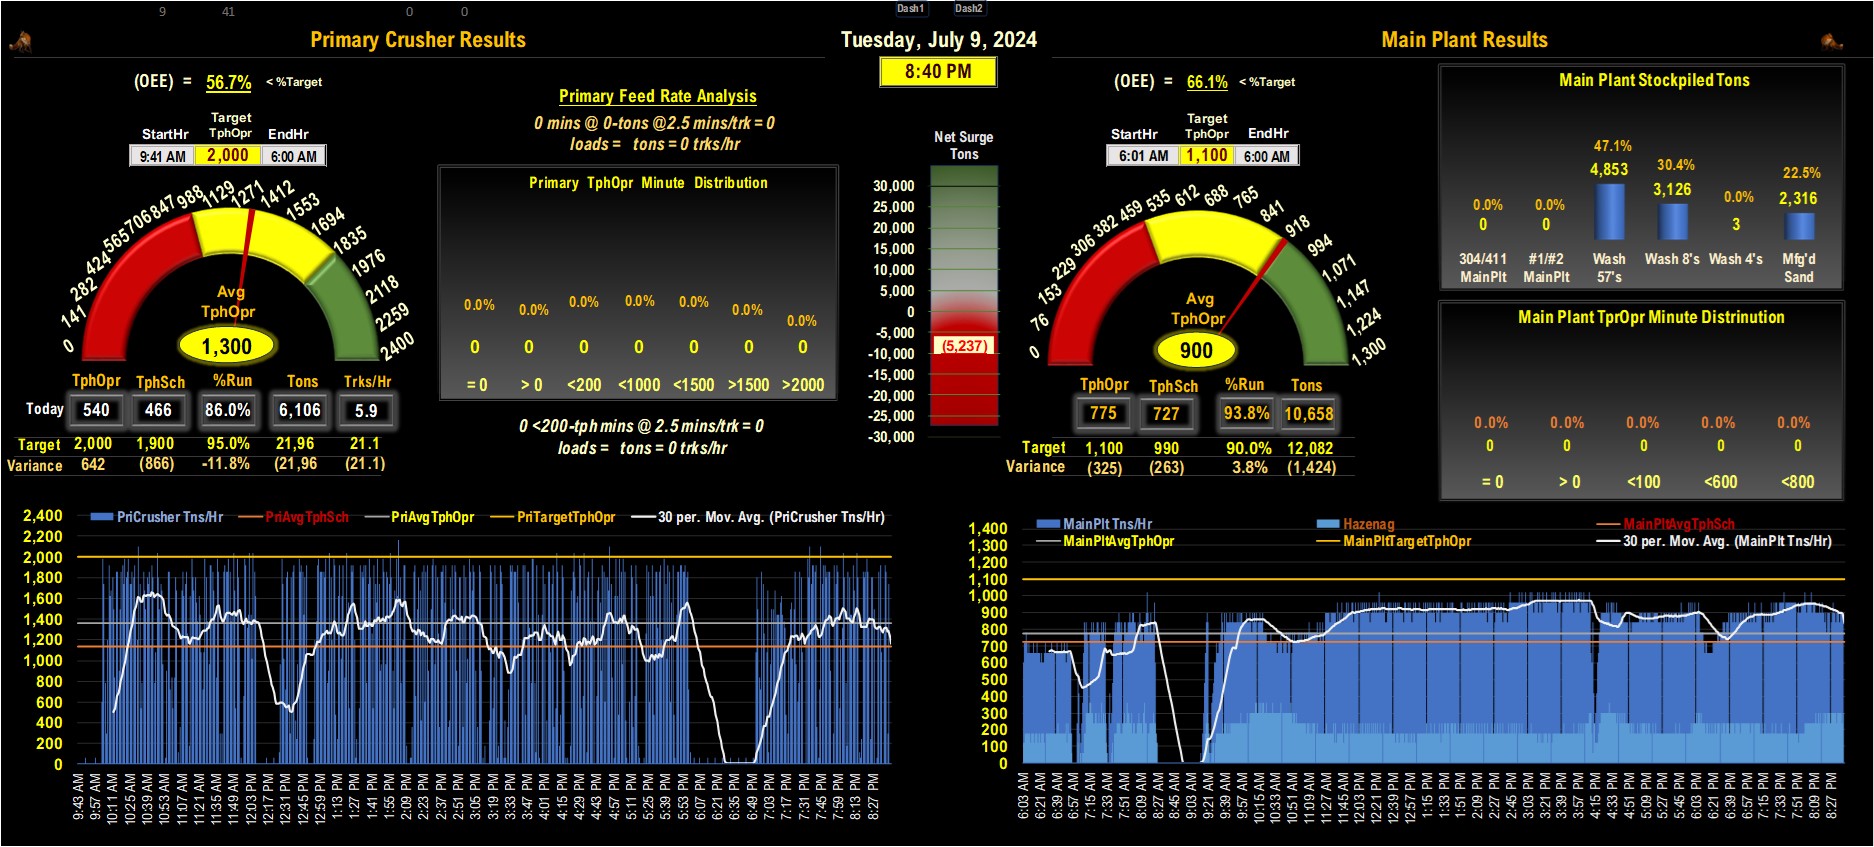 9 41 0 0
Dash1 Dash2
Primary Crusher Results
Tuesday, July 9, 2024
8:40 PM
Main Plant Results
(OEE) = 56.7% < %Target
Target
StartHr TphOpr EndHr
9:41 AM 2,000 6:00 AM
0 141 282 424 565 706 847 988 1129 1271 1412 1553 1694 1835 1976 2118 2259 2400
Avg
TphOpr
1,300
TphOpr TphSch %Run Tons Trks/Hr
Today 540 466 86.0% 6,106 5.9
Target 2,000 1,900 95.0% 21,96 21.1
Variance 642 (866) -11.8% (21,96 (21.1)
Primary Feed Rate Analysis
0 mins @ 0-tons @2.5 mins/trk = 0
loads = tons = 0 trks/hr
Primary TphOpr Minute Distribution
0.0% 0.0% 0.0% 0.0% 0.0% 0.0% 0.0%
0 0 0 0 0 0 0
= 0 > 0 <200 <1000 <1500 >1500 >2000
0 <200-tph mins @ 2.5 mins/trk = 0
loads = tons = 0 trks/hr
Net Surge
Tons
30,000
25,000
20,000
15,000
10,000
5,000
0
-5,000
(5,237)
-10,000
-15,000
-20,000
-25,000
-30,000
(OEE) = 66.1% < %Target
Target
StartHr TphOpr EndHr
6:01 AM 1,100 6:00 AM
0 76 153 229 306 382 459 535 612 688 765 841 918 994 1,071 1,147 1,224 1,300
Avg
TphOpr
900
TphOpr TphSch %Run Tons
775 727 93.8% 10,658
Target 1,100 990 90.0% 12,082
Variance (325) (263) 3.8% (1,424)
Main Plant Stockpiled Tons
0.0% 0.0% 47.1% 30.4% 0.0% 22.5%
0 0 4,853 3,126 3 2,316
304/411 #1/#2 Wash Wash 8's Wash 4's Mfg'd
MainPlt MainPlt 57's Sand
Main Plant TprOpr Minute Distrinution
0.0% 0.0% 0.0% 0.0% 0.0%
0 0 0 0 0
= 0 > 0 <100 <600 <800
PriCrusher Tns/Hr PriAvgTphSch PriAvgTphOpr PriTargetTphOpr 30 per. Mov. Avg. (PriCrusher Tns/Hr)
2,400
2,200
2,000
1,800
1,600
1,400
1,200
1,000
800
600
400
200
0
9:43 AM 9:57 AM 10:11 AM 10:25 AM 10:39 AM 10:53 AM 11:07 AM 11:21 AM 11:35 AM 11:49 AM 12:03 PM 12:17 PM 12:31 PM 12:45 PM 12:59 PM 1:13 PM 1:27 PM 1:41 PM 1:55 PM 2:09 PM 2:23 PM 2:37 PM 2:51 PM 3:05 PM 3:19 PM 3:33 PM 3:47 PM 4:01 PM 4:15 PM 4:29 PM 4:43 PM 4:57 PM 5:11 PM 5:25 PM 5:39 PM 5:53 PM 6:07 PM 6:21 PM 6:35 PM 6:49 PM 7:03 PM 7:17 PM 7:31 PM 7:45 PM 7:59 PM 8:13 PM 8:27 PM
MainPlt Tns/Hr Hazenag MainPltAvgTphSch
MainPltAvgTphOpr MainPltTargetTphOpr 30 per. Mov. Avg. (MainPlt Tns/Hr)
1,400
1,300
1,200
1,100
1,000
900
800
700
600
500
400
300
200
100
0
6:03 AM 6:21 AM 6:39 AM 6:57 AM 7:15 AM 7:33 AM 7:51 AM 8:09 AM 8:27 AM 8:45 AM 9:03 AM 9:21 AM 9:39 AM 9:57 AM 10:15 AM 10:33 AM 10:51 AM 11:09 AM 11:27 AM 11:45 AM 12:03 PM 12:21 PM 12:39 PM 12:57 PM 1:15 PM 1:33 PM 1:51 PM 2:09 PM 2:27 PM 2:45 PM 3:03 PM 3:21 PM 3:39 PM 3:57 PM 4:15 PM 4:33 PM 4:51 PM 5:09 PM 5:27 PM 5:45 PM 6:03 PM 6:21 PM 6:39 PM 6:57 PM 7:15 PM 7:33 PM 7:51 PM 8:09 PM 8:27 PM